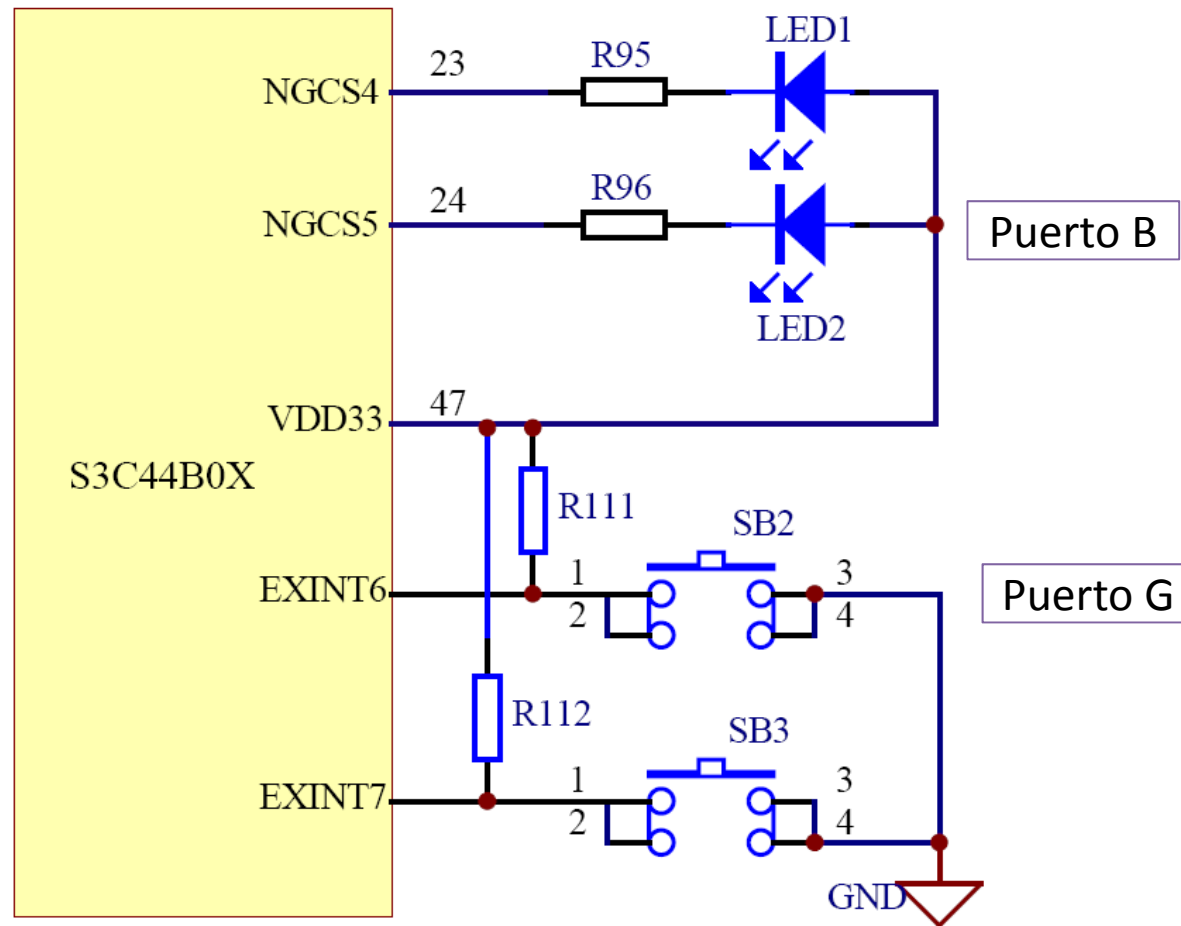 LED1
23
R95
NGCS4
24
R96
NGCS5
Puerto B
LED2
47
VDD33
S3C44B0X
R111
SB2
1
3
EXINT6
Puerto G
2
4
R112
SB3
1
3
EXINT7
2
4
GND